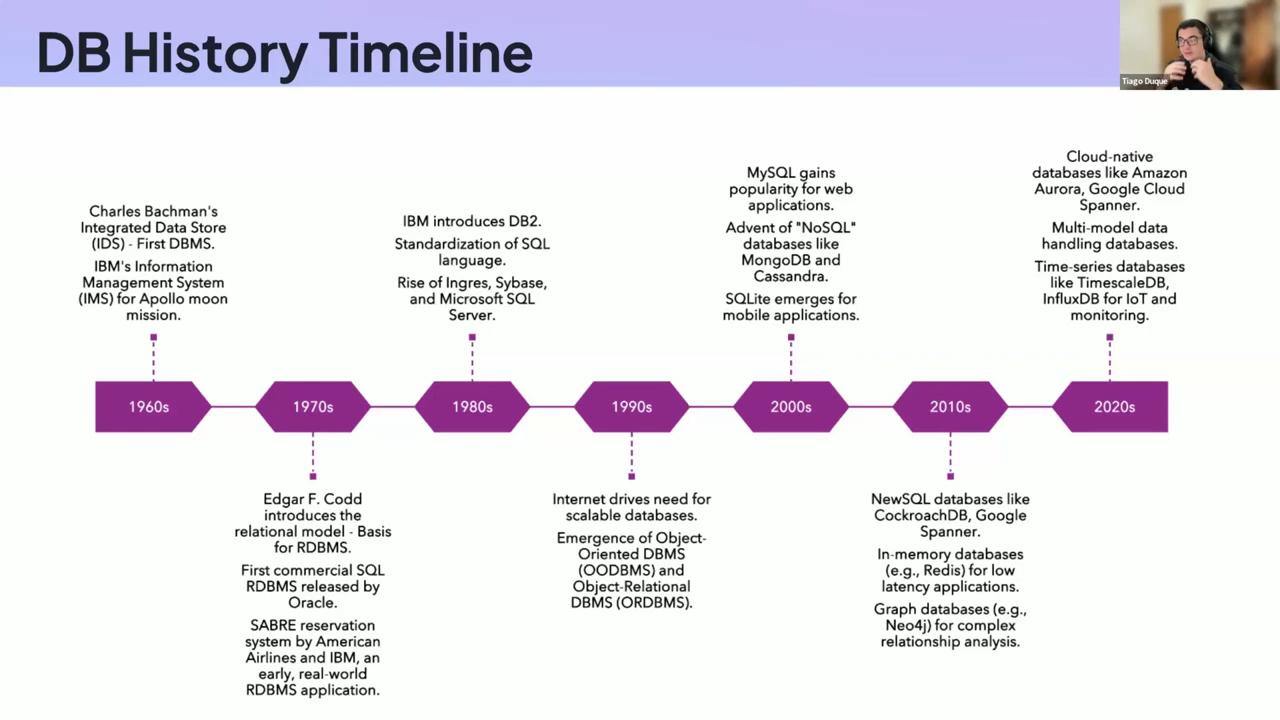 DB History Timeline
Tiago Duque
Charles Bachman's
Integrated Data Store
(IDS) - First DBMS.
IBM's Information
Management System
(IMS) for Apollo moon
mission.
IBM introduces DB2.
Standardization of SQL
language.
Rise of Ingres, Sybase,
and Microsoft SQL
Server.
MySQL gains
popularity for web
applications.
Advent of "NoSQL"
databases like
MongoDB and
Cassandra.
SQLite emerges for
mobile applications.
Cloud-native
databases like Amazon
Aurora, Google Cloud
Spanner.
Multi-model data
handling databases.
Time-series databases
like TimescaleDB,
InfluxDB for IoT and
monitoring.
1960s
1970s
1980s
1990s
2000s
2010s
2020s
Edgar F. Codd
introduces the
relational model - Basis
for RDBMS.
First commercial SQL
RDBMS released by
Oracle.
SABRE reservation
system by American
Airlines and IBM, an
early, real-world
RDBMS application.
Internet drives need for
scalable databases.
Emergence of Object-
Oriented DBMS
(OODBMS) and
Object-Relational
DBMS (ORDBMS).
NewSQL databases like
CockroachDB, Google
Spanner.
In-memory databases
(e.g., Redis) for low
latency applications.
Graph databases (e.g.,
Neo4j) for complex
relationship analysis.